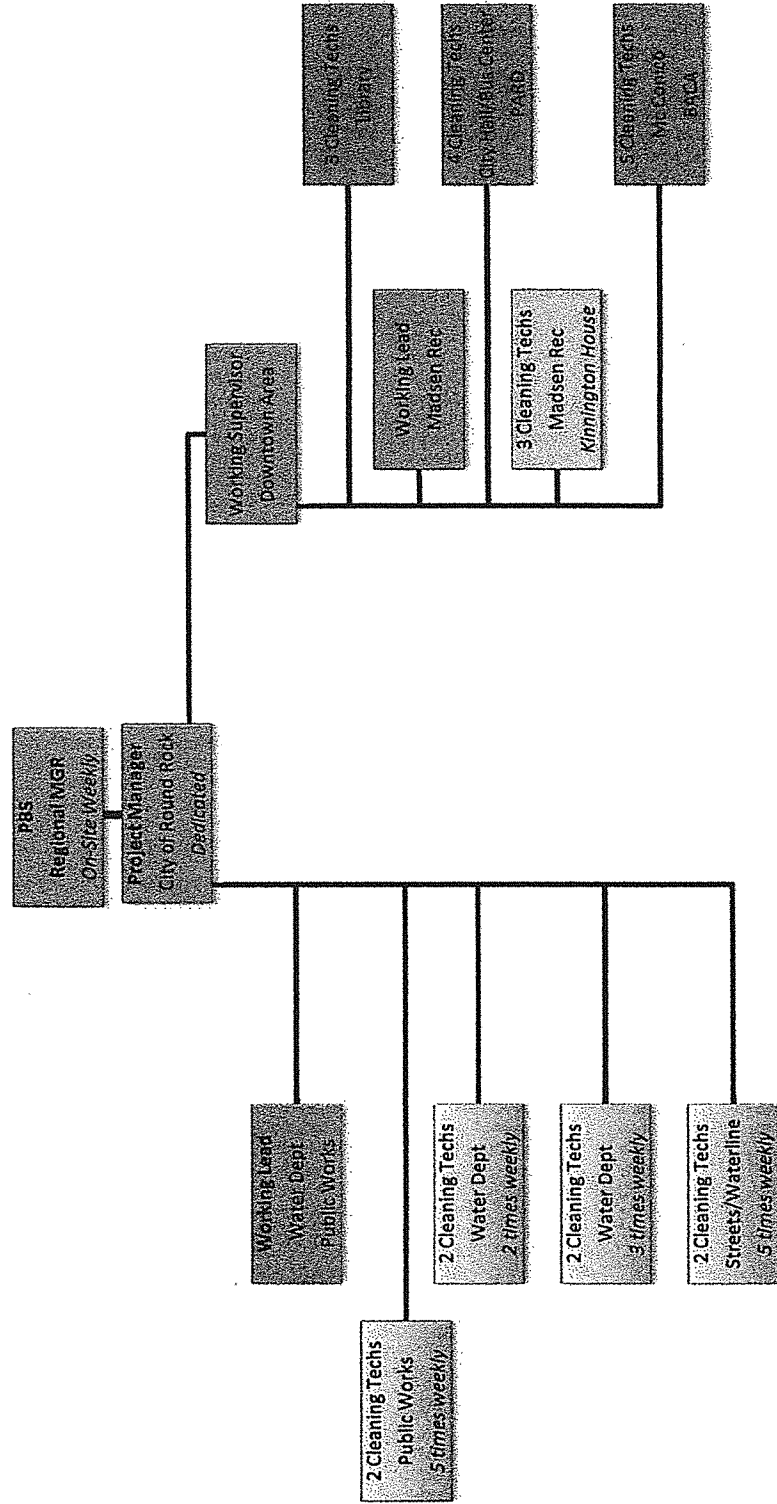 PBS
Regional MGR
On-Site Weekly
Project Manager
City of Round Rock
Dedicated
Working Supervisor
Downtown Area
Working Lead
Water Dept
Public Works
2 Cleaning Techs
Public Works
5 times weekly
2 Cleaning Techs
Water Dept
2 times weekly
2 Cleaning Techs
Water Dept
3 times weekly
2 Cleaning Techs
Streets/Waterline
5 times weekly
3 Cleaning Techs
Library
Working Lead
Madsen Rec
4 Cleaning Techs
City Hall/Bus Center
PARD
3 Cleaning Techs
Madsen Rec
Kinnington House
5 Cleaning Techs
BACA